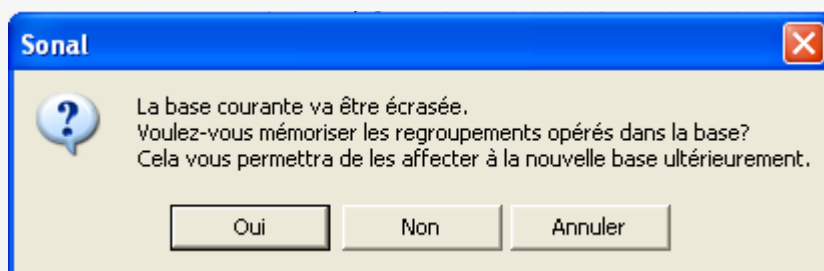 Sonal
La base courante va être écrasée.
Voulez-vous mémoriser les regroupements opérés dans la base?
Cela vous permettra de les affecter à la nouvelle base ultérieurement.
Oui
Non
Annuler